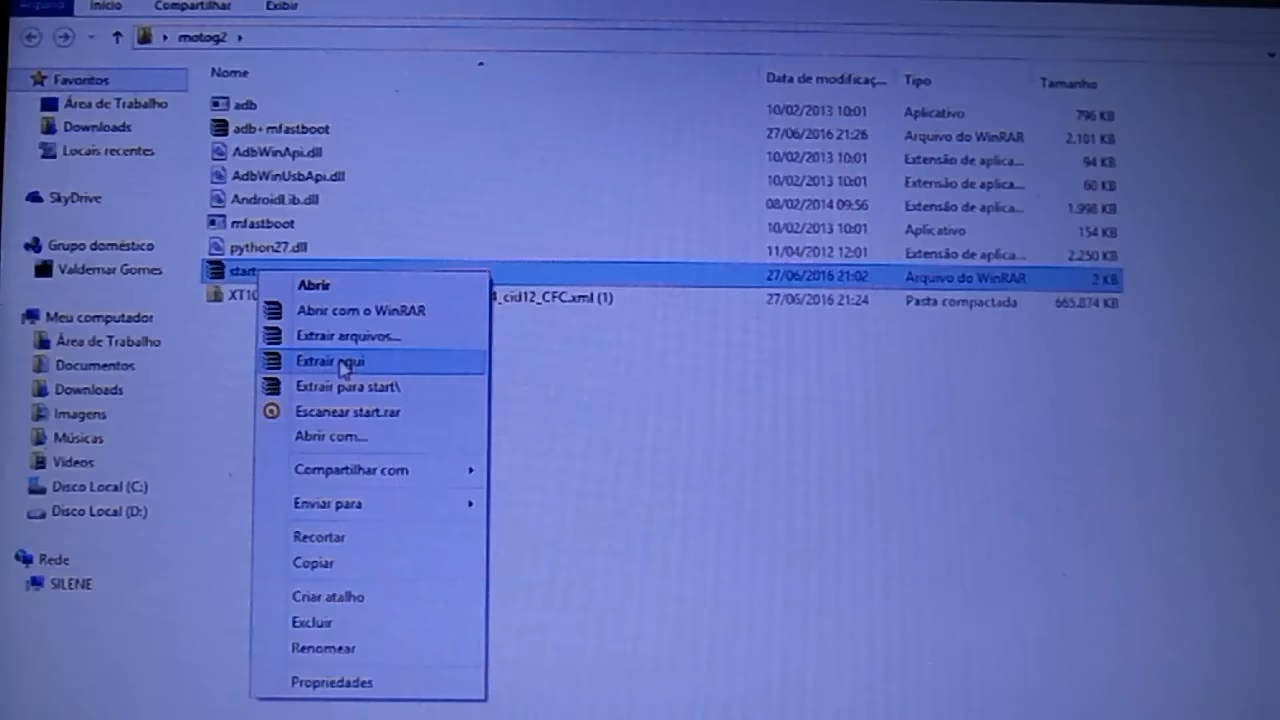 Arquivo Início Compartilhar Exibir
motog2
Nome Data de modificaç... Tipo Tamanho
Favoritos
Área de Trabalho
Downloads
Locais recentes
SkyDrive
Grupo doméstico
Valdemar Gomes
Meu computador
Área de Trabalho
Documentos
Downloads
Imagens
Músicas
Vídeos
Disco Local (C:)
Disco Local (D:)
Rede
SILENE
adb 10/02/2013 10:01 Aplicativo 796 KB
adb+mfastboot 27/06/2016 21:26 Arquivo do WinRAR 2.101 KB
AdbWinApi.dll 10/02/2013 10:01 Extensão de aplica... 94 KB
AdbWinUsbApi.dll 10/02/2013 10:01 Extensão de aplica... 60 KB
AndroidLib.dll 08/02/2014 09:56 Extensão de aplica... 1.998 KB
mfastboot 10/02/2013 10:01 Aplicativo 154 KB
python27.dll 11/04/2012 12:01 Extensão de aplica... 2.250 KB
start 27/06/2016 21:02 Arquivo do WinRAR 2 KB
XT10 4_cid12_CFC.xml (1) 27/06/2016 21:24 Pasta compactada 665.874 KB
Abrir
Abrir com o WinRAR
Extrair arquivos...
Extrair aqui
Extrair para start\
Escanear start.rar
Abrir com...
Compartilhar com
Enviar para
Recortar
Copiar
Criar atalho
Excluir
Renomear
Propriedades